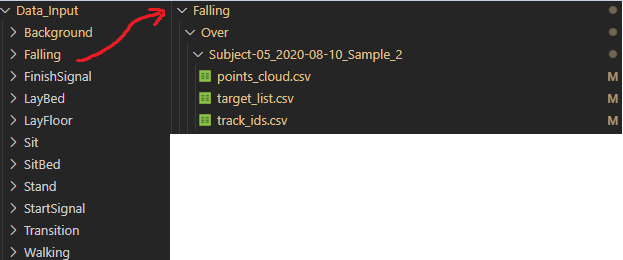 Data_Input
Background
Falling
FinishSignal
LayBed
LayFloor
Sit
SitBed
Stand
StartSignal
Transition
Walking
Falling
Over
Subject-05_2020-08-10_Sample_2
points_cloud.csv M
target_list.csv M
track_ids.csv M